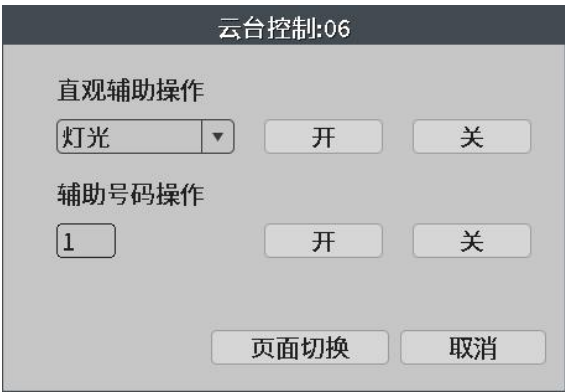 云台控制:06
直观辅助操作
灯光 开 关
辅助号码操作
1 开 关
页面切换 取消